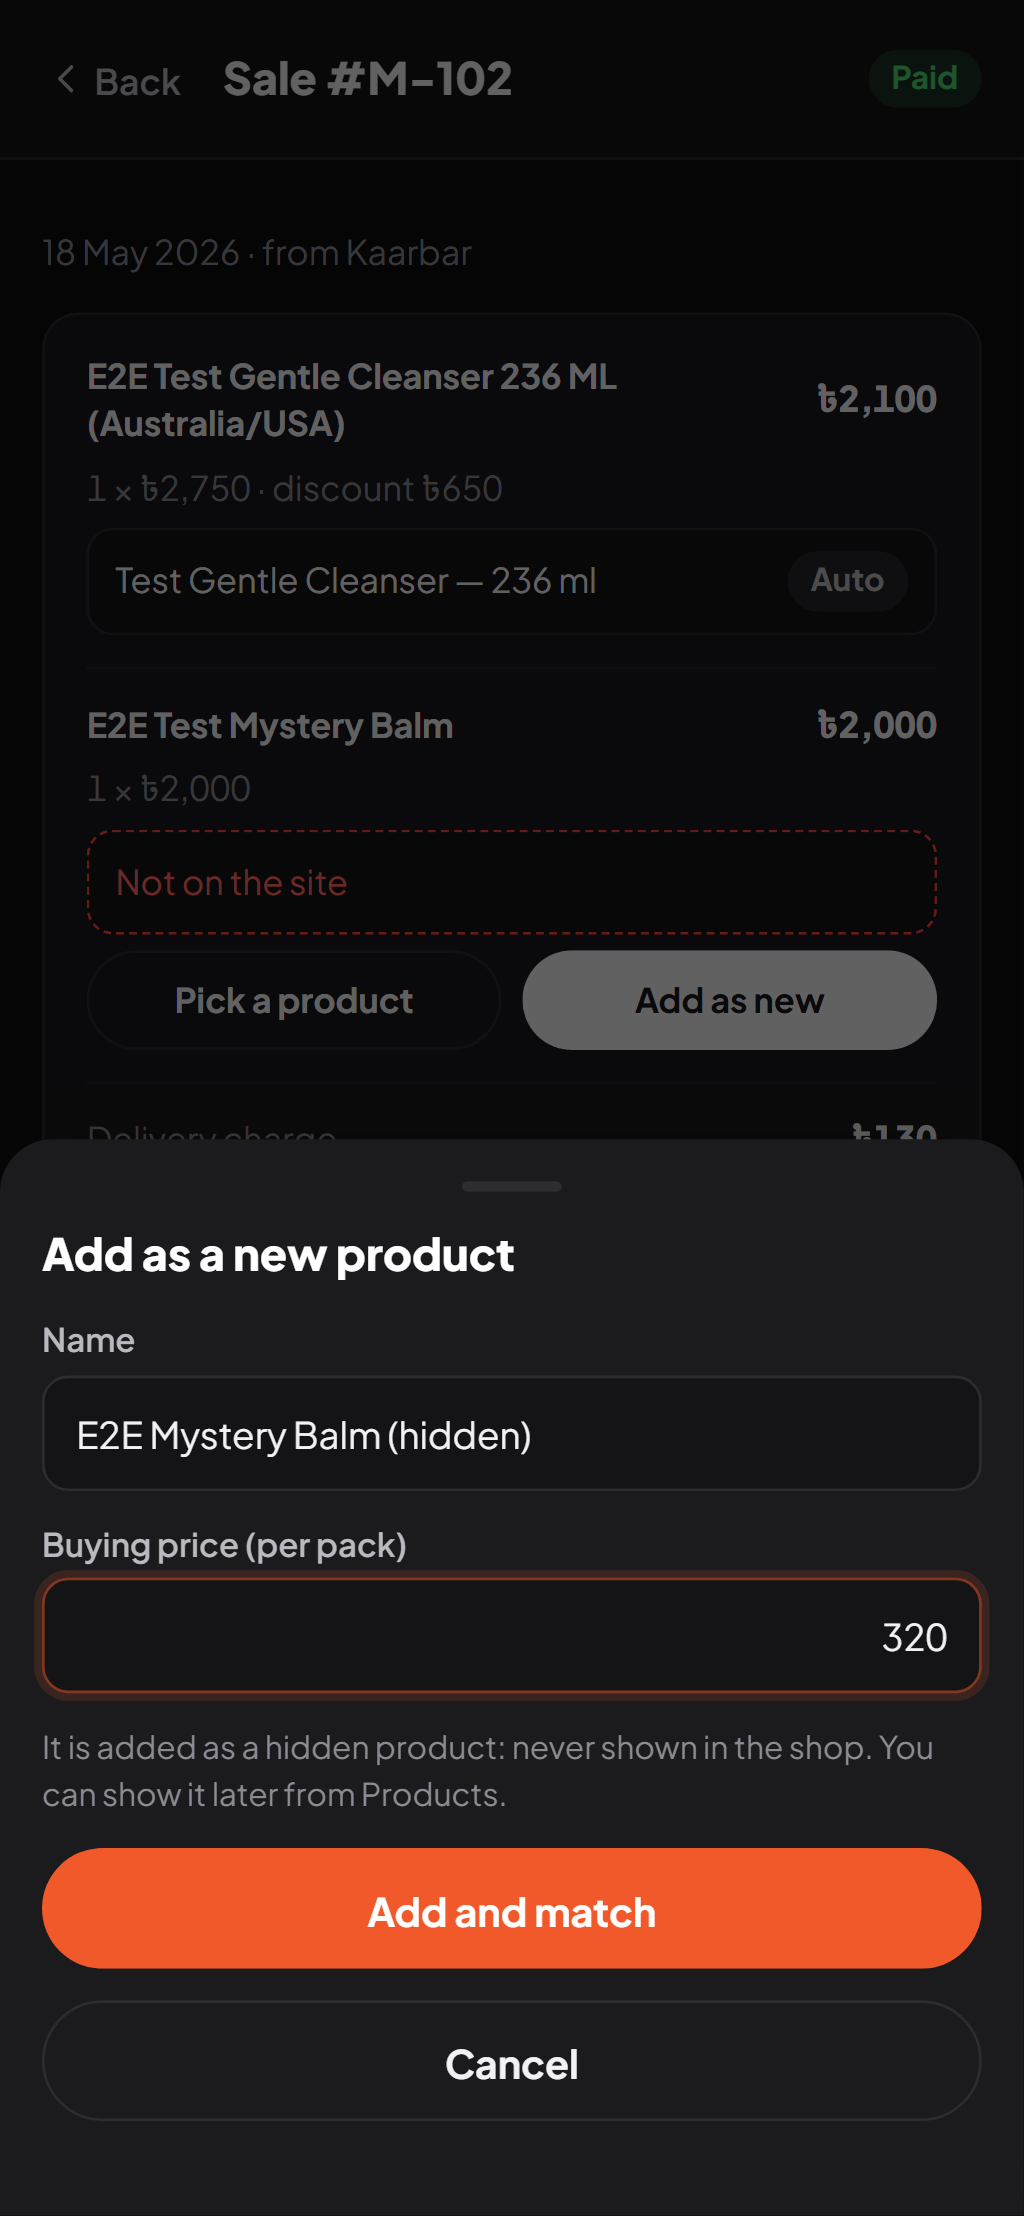 Back
Sale #M-102
Paid
18 May 2026 · from Kaarbar
E2E Test Gentle Cleanser 236 ML
(Australia/USA)
৳2,100
1 × ৳2,750 · discount ৳650
Test Gentle Cleanser — 236 ml
Auto
E2E Test Mystery Balm
৳2,000
1 × ৳2,000
Not on the site
Pick a product
Add as new
Delivery charge
৳130
Add as a new product
Name
E2E Mystery Balm (hidden)
Buying price (per pack)
320
It is added as a hidden product: never shown in the shop. You
can show it later from Products.
Add and match
Cancel